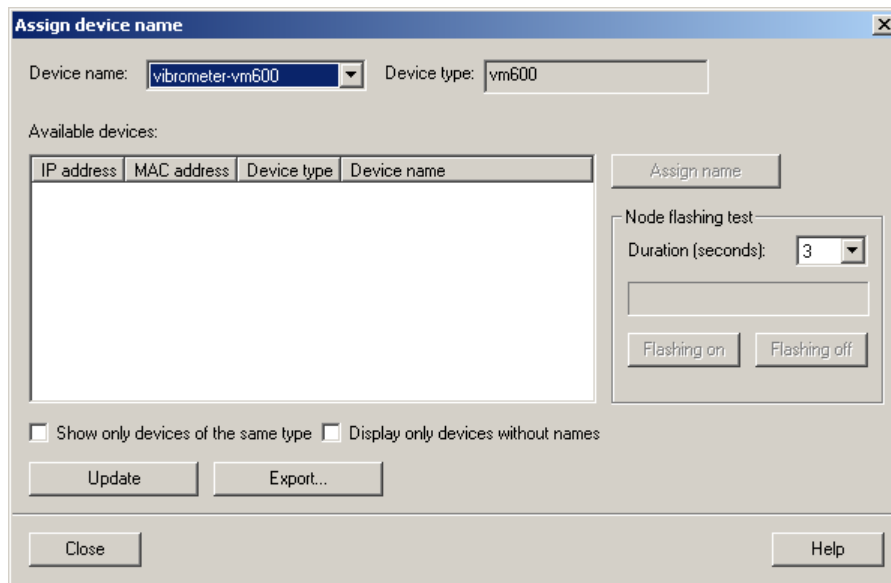 Assign device name
Device name: vibrometer-vm600 Device type: vm600
Available devices:
IP address MAC address Device type Device name
Assign name
Node flashing test
Duration (seconds): 3
Flashing on Flashing off
Show only devices of the same type Display only devices without names
Update Export...
Close Help